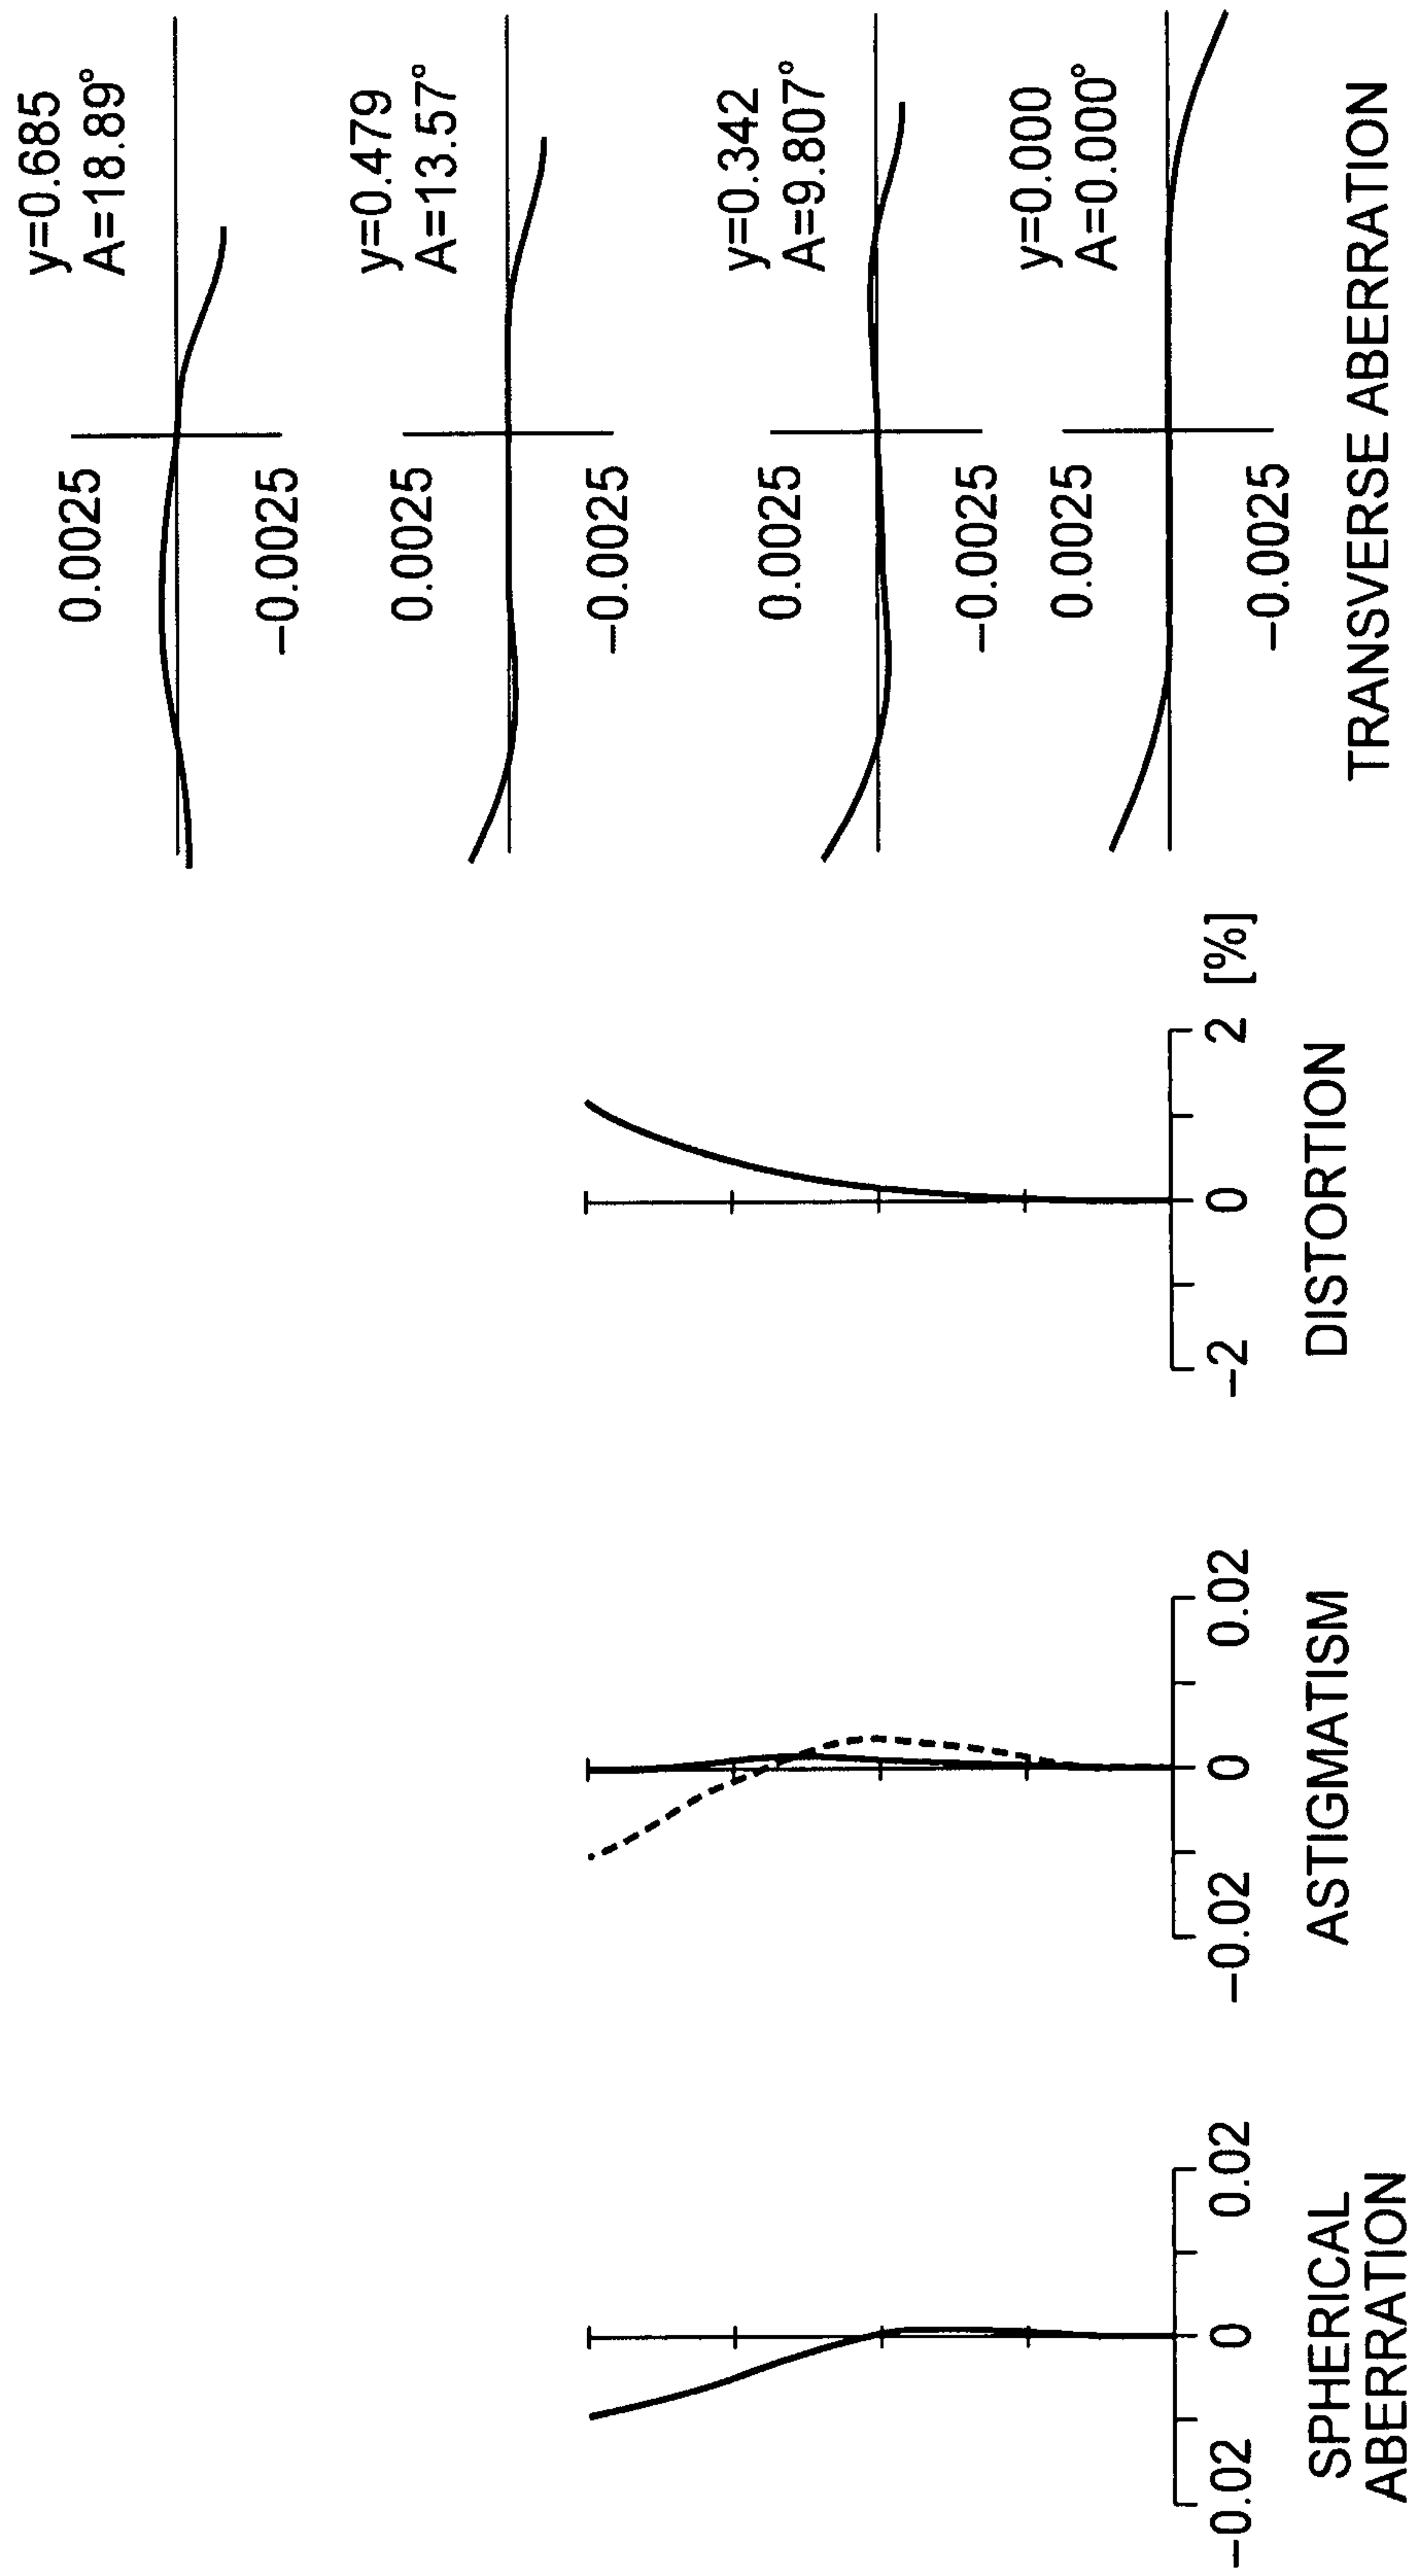 -0.02 0 0.02
SPHERICAL
ABERRATION
-0.02 0 0.02
ASTIGMATISM
-2 0 2 [%]
DISTORTION
y=0.685
A=18.89°
0.0025
-0.0025
y=0.479
A=13.57°
0.0025
-0.0025
y=0.342
A=9.807°
0.0025
-0.0025
y=0.000
A=0.000°
0.0025
-0.0025
TRANSVERSE ABERRATION